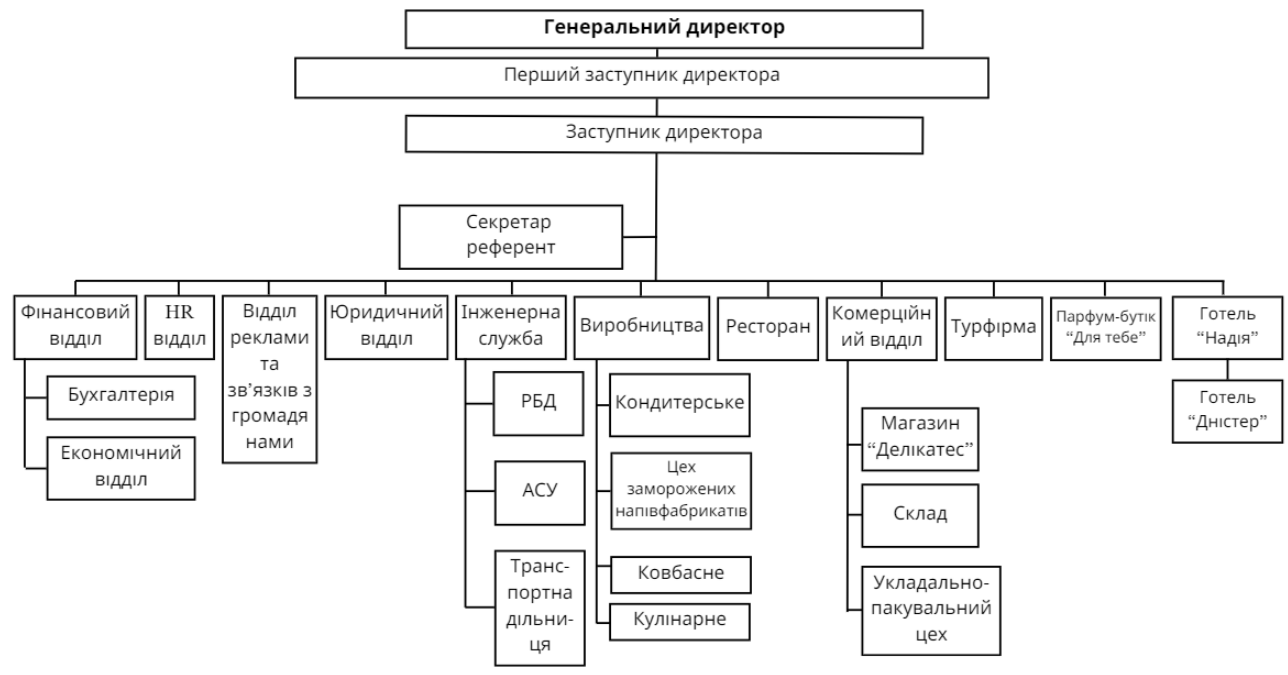 Генеральний директор
Перший заступник директора
Заступник директора
Секретар
референт
Фінансовий
відділ
HR
відділ
Відділ
реклами
та
зв’язків з
громадя
нами
Юридичний
відділ
Інженерна
служба
Виробництва
Ресторан
Комерційн
ий відділ
Турфірма
Парфум-бутік
“Для тебе”
Готель
“Надія”
Бухгалтерія
Економічний
відділ
РБД
АСУ
Транс-
портна
дільни-
ця
Кондитерське
Цех
заморожених
напівфабрикатів
Ковбасне
Кулінарне
Магазин
“Делікатес”
Склад
Укладально-
пакувальний
цех
Готель
“Дністер”